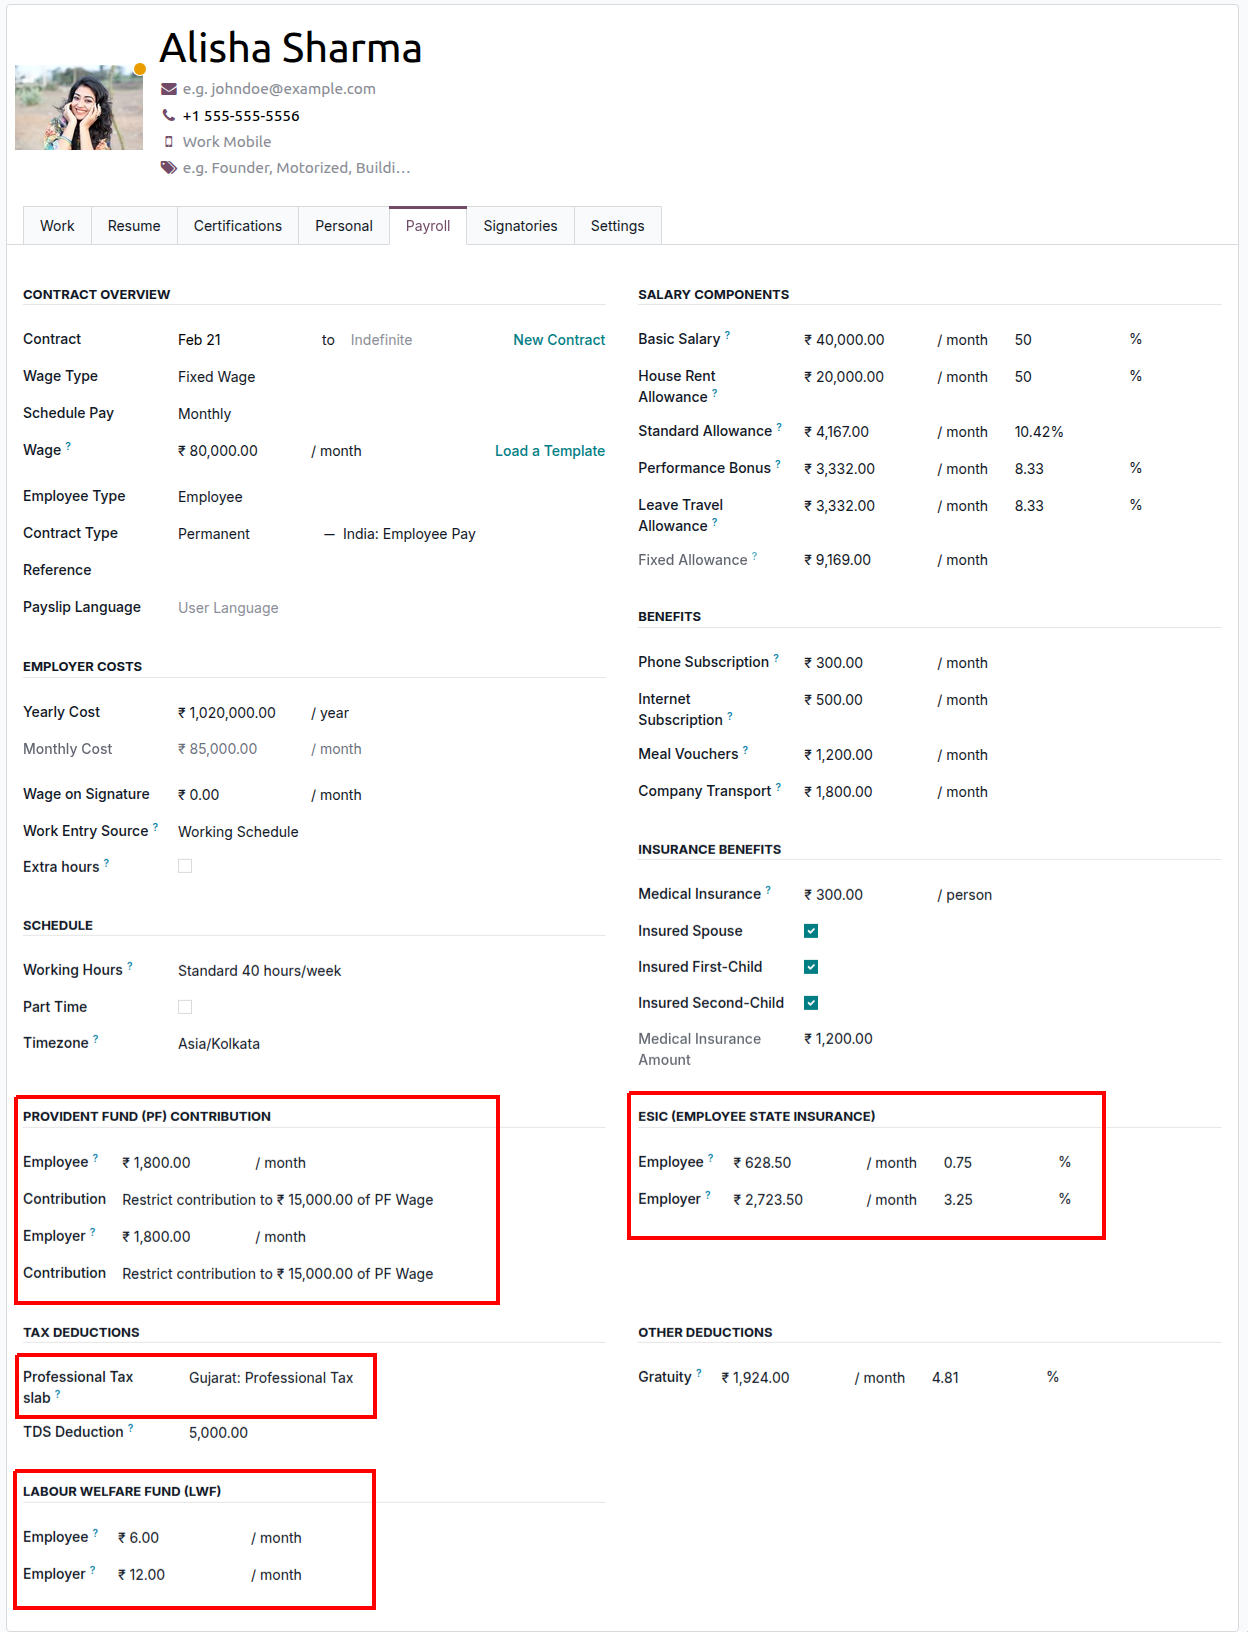 Alisha Sharma
e.g. johndoe@example.com
+1 555-555-5556
Work Mobile
e.g. Founder, Motorized, Buildi...
Work Resume Certifications Personal Payroll Signatories Settings
CONTRACT OVERVIEW
Contract Feb 21 to Indefinite New Contract
Wage Type Fixed Wage
Schedule Pay Monthly
Wage ? ₹ 80,000.00 / month Load a Template
Employee Type Employee
Contract Type Permanent — India: Employee Pay
Reference
Payslip Language User Language
EMPLOYER COSTS
Yearly Cost ₹ 1,020,000.00 / year
Monthly Cost ₹ 85,000.00 / month
Wage on Signature ₹ 0.00 / month
Work Entry Source ? Working Schedule
Extra hours ?
SCHEDULE
Working Hours ? Standard 40 hours/week
Part Time
Timezone ? Asia/Kolkata
SALARY COMPONENTS
Basic Salary ? ₹ 40,000.00 / month 50 %
House Rent
Allowance ? ₹ 20,000.00 / month 50 %
Standard Allowance ? ₹ 4,167.00 / month 10.42%
Performance Bonus ? ₹ 3,332.00 / month 8.33 %
Leave Travel
Allowance ? ₹ 3,332.00 / month 8.33 %
Fixed Allowance ? ₹ 9,169.00 / month
BENEFITS
Phone Subscription ? ₹ 300.00 / month
Internet
Subscription ? ₹ 500.00 / month
Meal Vouchers ? ₹ 1,200.00 / month
Company Transport ? ₹ 1,800.00 / month
INSURANCE BENEFITS
Medical Insurance ? ₹ 300.00 / person
Insured Spouse
Insured First-Child
Insured Second-Child
Medical Insurance
Amount ₹ 1,200.00
PROVIDENT FUND (PF) CONTRIBUTION
Employee ? ₹ 1,800.00 / month
Contribution Restrict contribution to ₹ 15,000.00 of PF Wage
Employer ? ₹ 1,800.00 / month
Contribution Restrict contribution to ₹ 15,000.00 of PF Wage
ESIC (EMPLOYEE STATE INSURANCE)
Employee ? ₹ 628.50 / month 0.75 %
Employer ? ₹ 2,723.50 / month 3.25 %
TAX DEDUCTIONS
Professional Tax
slab ? Gujarat: Professional Tax
TDS Deduction ? 5,000.00
OTHER DEDUCTIONS
Gratuity ? ₹ 1,924.00 / month 4.81 %
LABOUR WELFARE FUND (LWF)
Employee ? ₹ 6.00 / month
Employer ? ₹ 12.00 / month